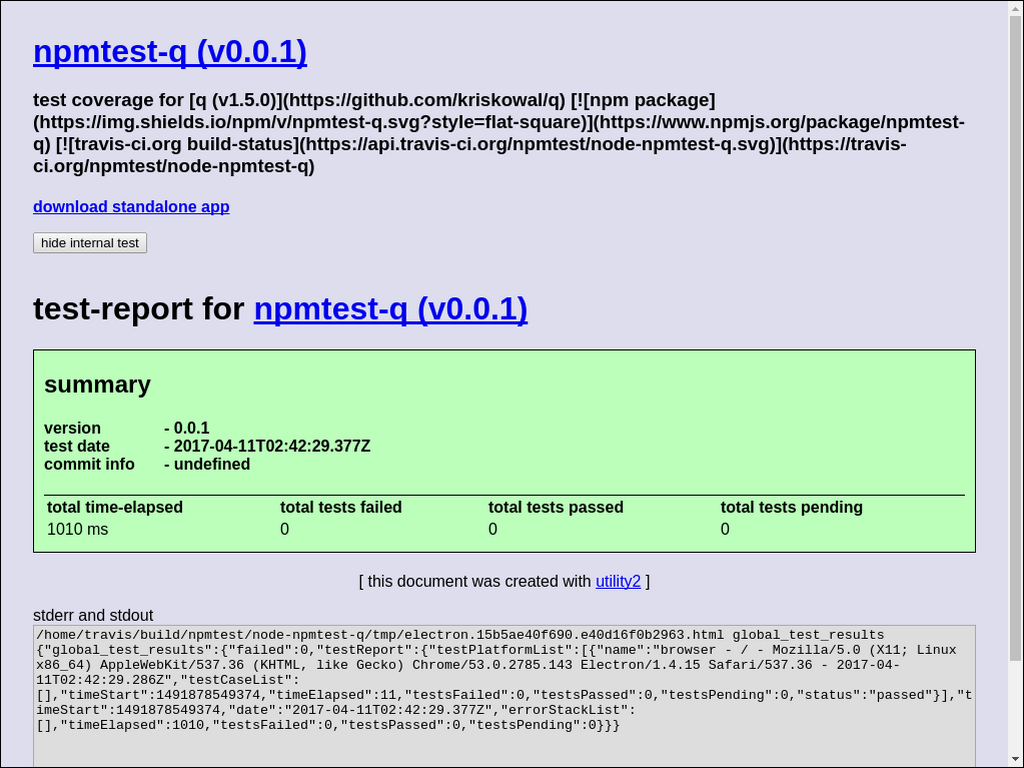 npmtest-q (v0.0.1)
test coverage for [q (v1.5.0)](https://github.com/kriskowal/q) [![npm package]
(https://img.shields.io/npm/v/npmtest-q.svg?style=flat-square)](https://www.npmjs.org/package/npmtest-
q) [![travis-ci.org build-status](https://api.travis-ci.org/npmtest/node-npmtest-q.svg)](https://travis-
ci.org/npmtest/node-npmtest-q)
download standalone app
hide internal test
test-report for npmtest-q (v0.0.1)
summary
version - 0.0.1
test date - 2017-04-11T02:42:29.377Z
commit info - undefined
total time-elapsed total tests failed total tests passed total tests pending
1010 ms 0 0 0
[ this document was created with utility2 ]
stderr and stdout
/home/travis/build/npmtest/node-npmtest-q/tmp/electron.15b5ae40f690.e40d16f0b2963.html global_test_results
{"global_test_results":{"failed":0,"testReport":{"testPlatformList":[{"name":"browser - / - Mozilla/5.0 (X11; Linux
x86_64) AppleWebKit/537.36 (KHTML, like Gecko) Chrome/53.0.2785.143 Electron/1.4.15 Safari/537.36 - 2017-04-
11T02:42:29.286Z","testCaseList":
[],"timeStart":1491878549374,"timeElapsed":11,"testsFailed":0,"testsPassed":0,"testsPending":0,"status":"passed"}],"t
imeStart":1491878549374,"date":"2017-04-11T02:42:29.377Z","errorStackList":
[],"timeElapsed":1010,"testsFailed":0,"testsPassed":0,"testsPending":0}}}